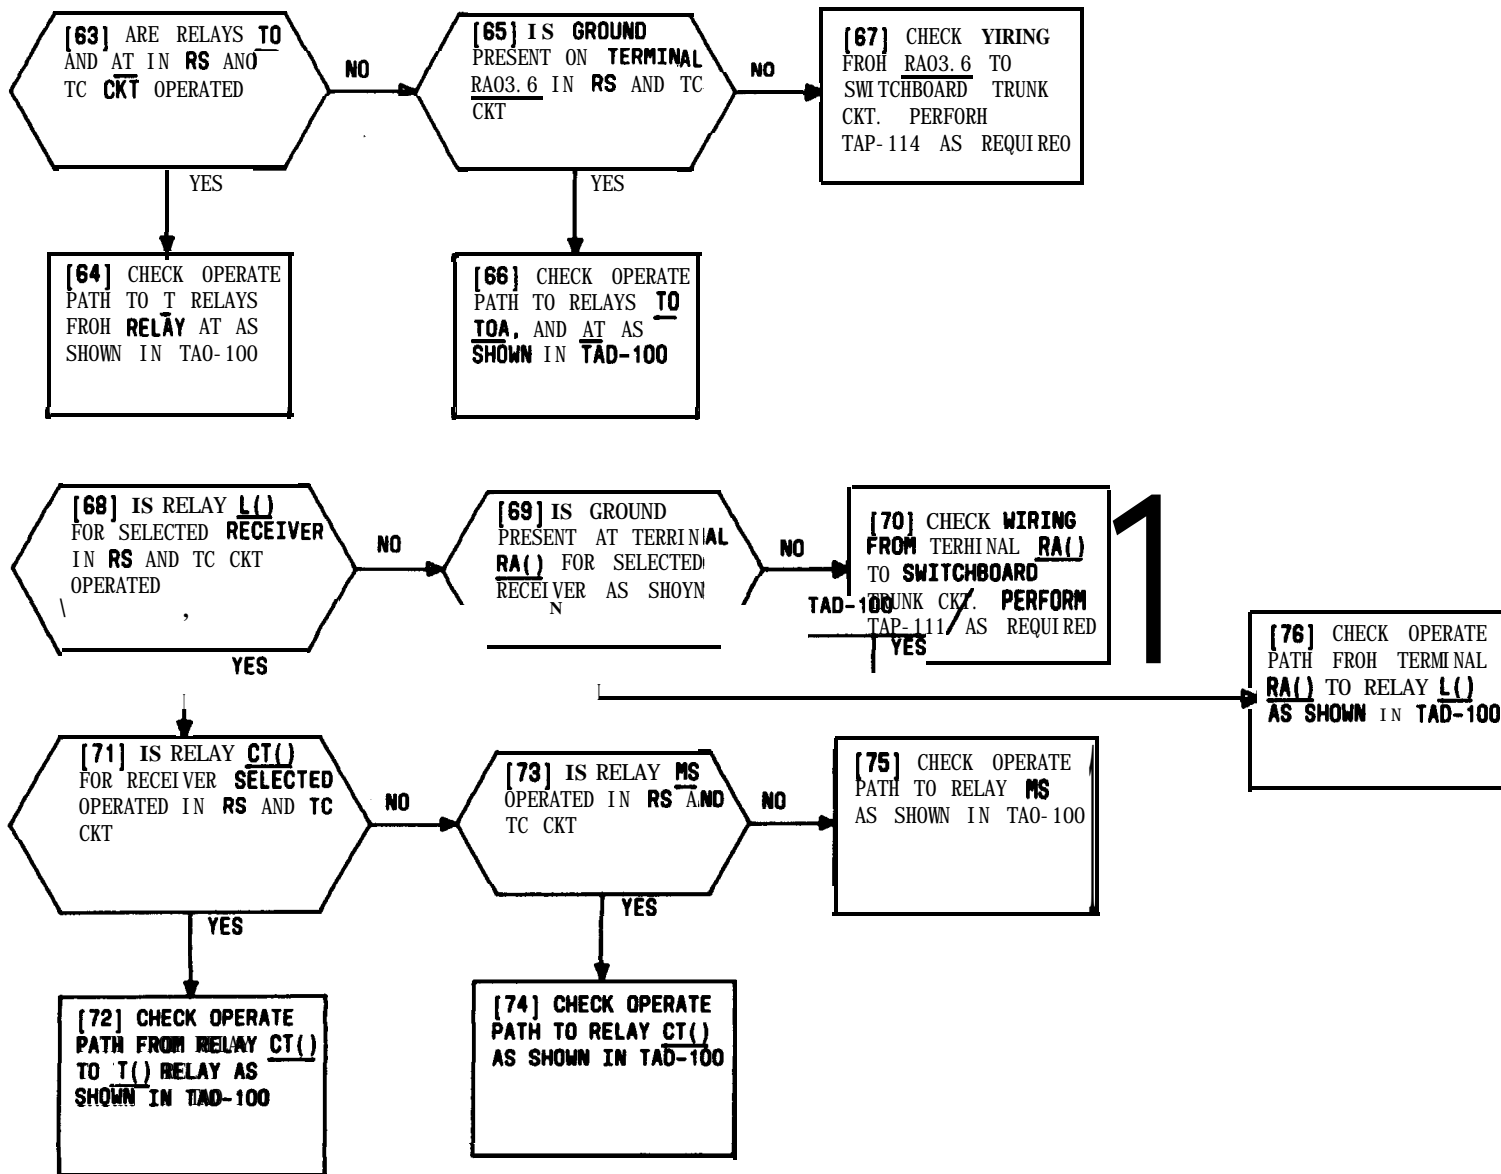 [63] ARE RELAYS TO
AND AT IN RS ANO
TC CKT OPERATED
NO
YES
[65] IS GROUND
PRESENT ON TERMINAL
RA03.6 IN RS AND TC
CKT
NO
YES
[67] CHECK YIRING
FROH RA03.6 TO
SWITCHBOARD TRUNK
CKT. PERFORH
TAP-114 AS REQUIREO
[64] CHECK OPERATE
PATH TO T RELAYS
FROH RELAY AT AS
SHOWN IN TAO-100
[66] CHECK OPERATE
PATH TO RELAYS TO
TOA, AND AT AS
SHOWN IN TAD-100
[68] IS RELAY L()
FOR SELECTED RECEIVER
IN RS AND TC CKT
OPERATED
NO
YES
[69] IS GROUND
PRESENT AT TERRINAL
RA() FOR SELECTED
RECEIVER AS SHOYN
N
TAD-100
NO
YES
[70] CHECK WIRING
FROM TERHINAL RA()
TO SWITCHBOARD
TRUNK CKT. PERFORM
TAP-111 AS REQUIRED
1
[76] CHECK OPERATE
PATH FROH TERMINAL
RA() TO RELAY L()
AS SHOWN IN TAD-100
[71] IS RELAY CT()
FOR RECEIVER SELECTED
OPERATED IN RS AND TC
CKT
NO
YES
[73] IS RELAY MS
OPERATED IN RS AND
TC CKT
NO
YES
[75] CHECK OPERATE
PATH TO RELAY MS
AS SHOWN IN TAO-100
[72] CHECK OPERATE
PATH FROM RELAY CT()
TO T() RELAY AS
SHOWN IN TAD-100
[74] CHECK OPERATE
PATH TO RELAY CT()
AS SHOWN IN TAD-100